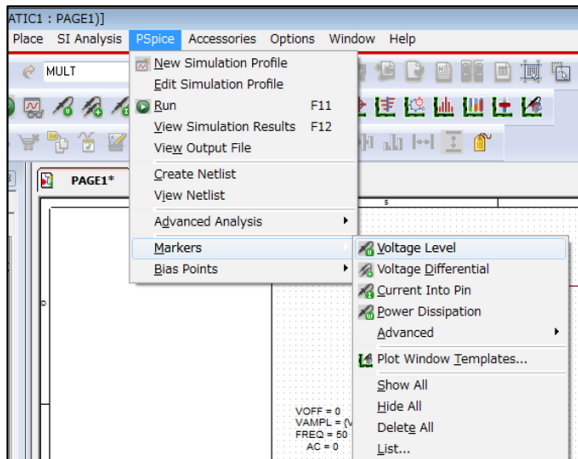 ATIC1 : PAGE1)]
Place SI Analysis PSpice Accessories Options Window Help
MULT
New Simulation Profile
Edit Simulation Profile
Run F11
View Simulation Results F12
View Output File
PAGE1*
Create Netlist
View Netlist
5
Advanced Analysis
Markers
Bias Points
Voltage Level
Voltage Differential
Current Into Pin
Power Dissipation
Advanced
Plot Window Templates...
Show All
Hide All
Delete All
List...
VOFF = 0
VAMPL = {V
FREQ = 50
AC = 0